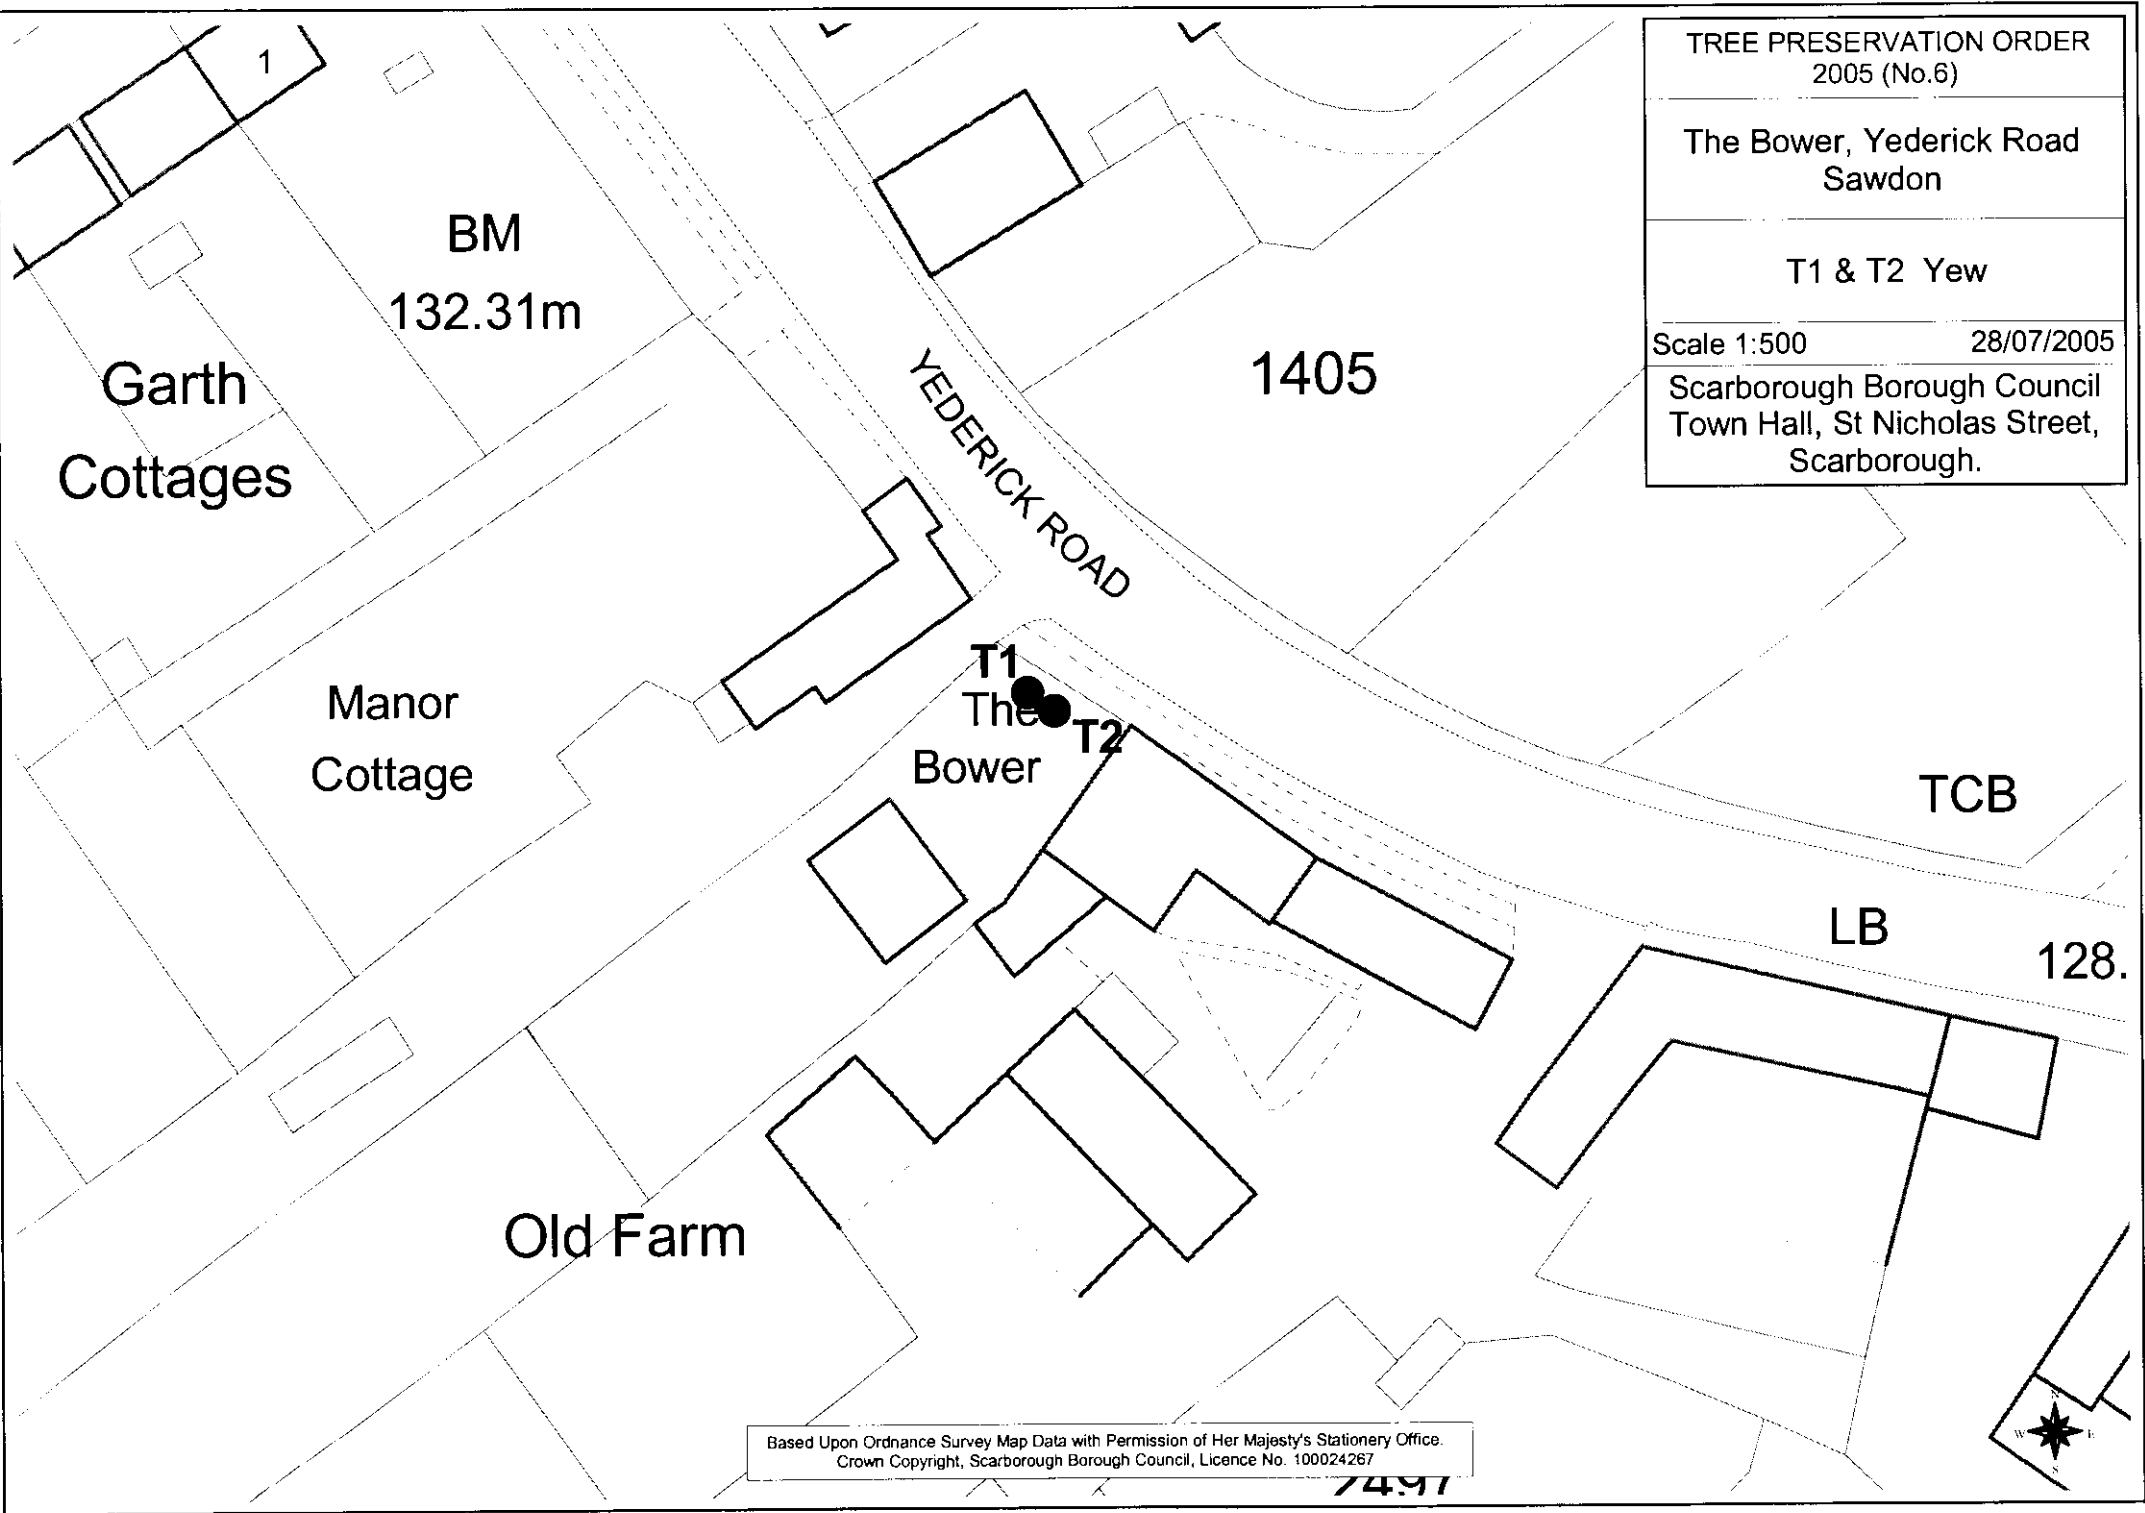 TREE PRESERVATION ORDER
2005 (No.6)
The Bower, Yederick Road
Sawdon
T1 & T2 Yew
Scale 1:500 28/07/2005
Scarborough Borough Council
Town Hall, St Nicholas Street,
Scarborough.
1
BM
132.31m
Garth
Cottages
YEDERICK ROAD
1405
T1
The
T2
Bower
Manor
Cottage
TCB
LB
128.
Old Farm
N
W E
S
Based Upon Ordnance Survey Map Data with Permission of Her Majesty's Stationery Office.
Crown Copyright, Scarborough Borough Council, Licence No. 100024267